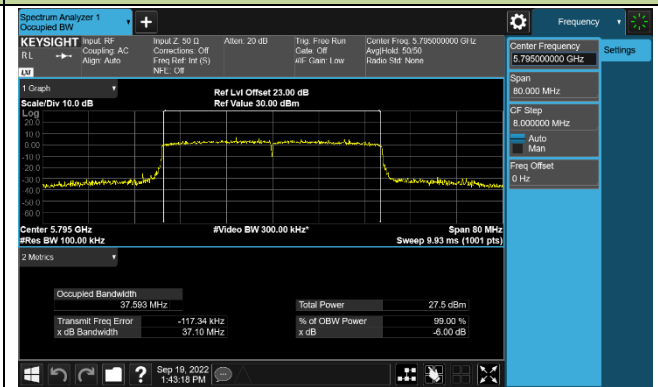 Spectrum Analyzer 1
Occupied BW
+
Frequency
KEYSIGHT
RL
LXI
Input: RF
Coupling: AC
Align: Auto
Input Z: 50 Ω
Corrections: Off
Freq Ref: Int (S)
NFE: Off
Atten: 20 dB
Trig: Free Run
Gate: Off
#IF Gain: Low
Center Freq: 5.795000000 GHz
Avg|Hold: 50/50
Radio Std: None
Center Frequency
5.795000000 GHz
Settings
Span
80.000 MHz
CF Step
8.000000 MHz
Auto
Man
Freq Offset
0 Hz
1 Graph
Scale/Div 10.0 dB
Ref Lvl Offset 23.00 dB
Ref Value 30.00 dBm
Log
20.0
10.0
0.00
-10.0
-20.0
-30.0
-40.0
-50.0
-60.0
Center 5.795 GHz
#Video BW 300.00 kHz*
Span 80 MHz
#Res BW 100.00 kHz
Sweep 9.93 ms (1001 pts)
2 Metrics
Occupied Bandwidth
37.593 MHz
Total Power 27.5 dBm
Transmit Freq Error -117.34 kHz
% of OBW Power 99.00 %
x dB Bandwidth 37.10 MHz
x dB -6.00 dB
?
Sep 19, 2022
1:43:18 PM